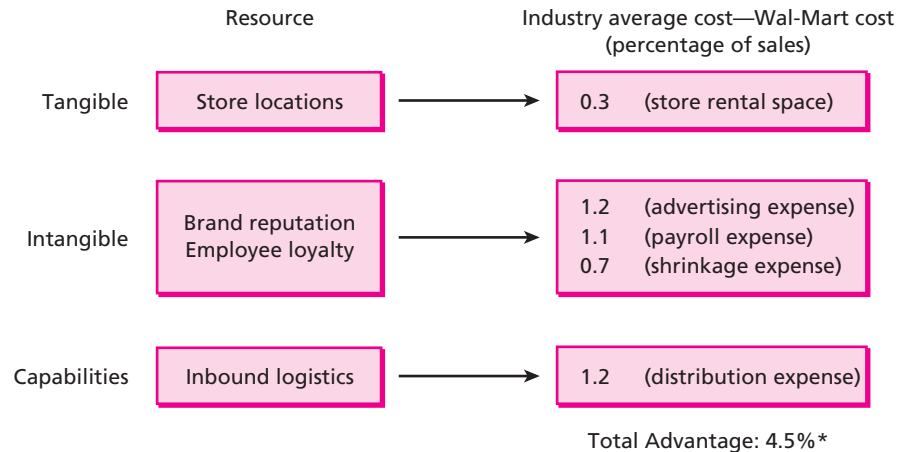 Resource
Industry average cost—Wal-Mart cost
(percentage of sales)
Tangible
Store locations
0.3 (store rental space)
Intangible
Brand reputation
Employee loyalty
1.2 (advertising expense)
1.1 (payroll expense)
0.7 (shrinkage expense)
Capabilities
Inbound logistics
1.2 (distribution expense)
Total Advantage: 4.5%*